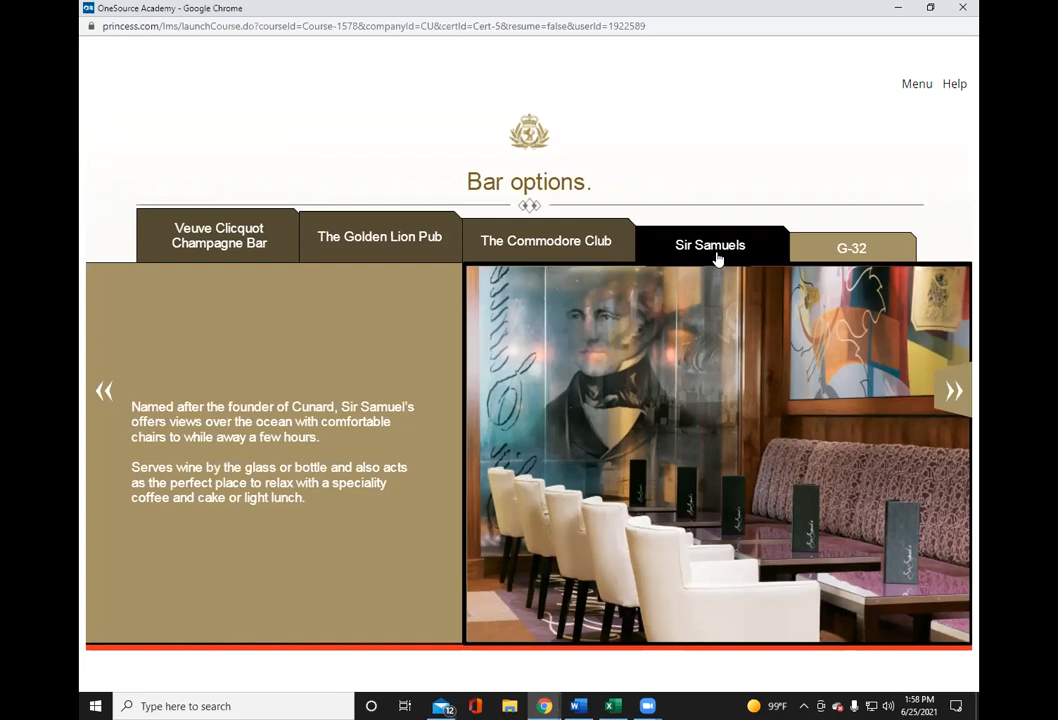 OneSource Academy - Google Chrome
princess.com/lms/launchCourse.do?courseId=Course-1578&companyId=CU&certId=Cert-5&resume=false&userId=1922589
Menu Help
Bar options.
Veuve Clicquot
Champagne Bar
The Golden Lion Pub
The Commodore Club
Sir Samuels
G-32
Named after the founder of Cunard, Sir Samuel's
offers views over the ocean with comfortable
chairs to while away a few hours.
Serves wine by the glass or bottle and also acts
as the perfect place to relax with a speciality
coffee and cake or light lunch.
Type here to search
12
99°F
1:58 PM
6/25/2021